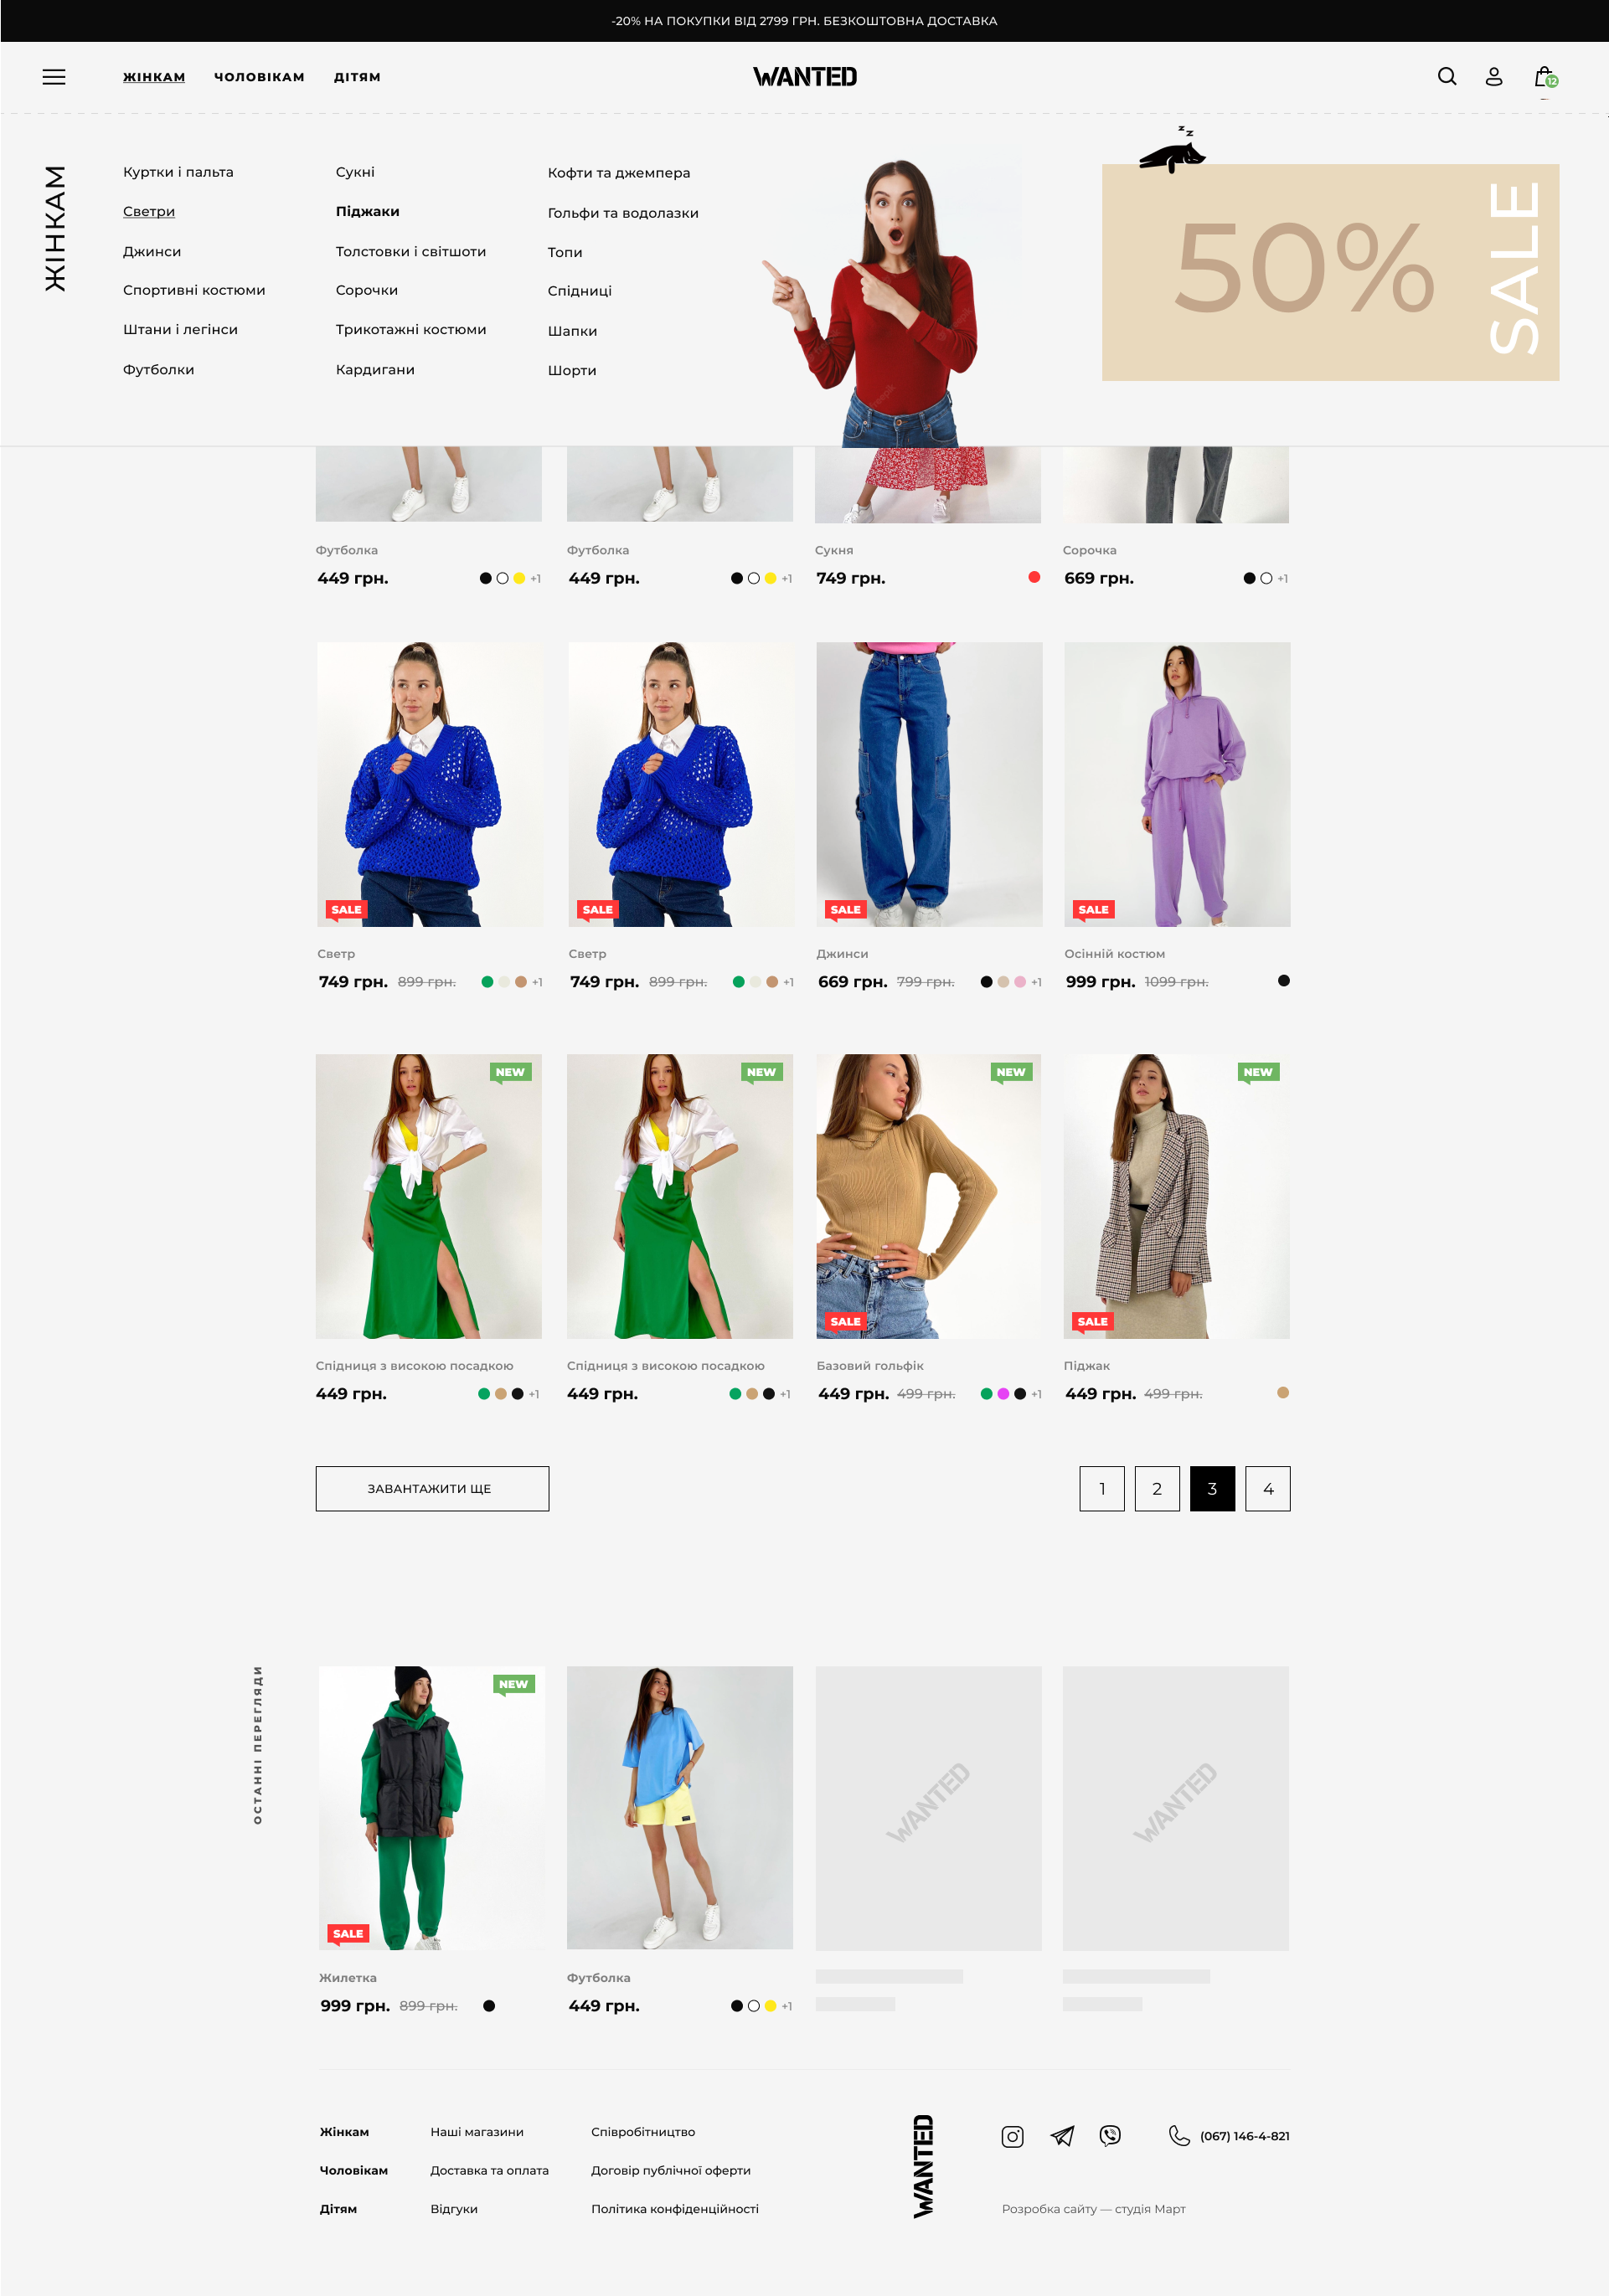 -20% НА ПОКУПКИ ВІД 2799 ГРН. БЕЗКОШТОВНА ДОСТАВКА
ЖІНКАМ
ЧОЛОВІКАМ
ДІТЯМ
WANTED
12
ЖІНКАМ
Куртки і пальта
Светри
Джинси
Спортивні костюми
Штани і легінси
Футболки
Сукні
Піджаки
Толстовки і світшоти
Сорочки
Трикотажні костюми
Кардигани
Кофти та джемпера
Гольфи та водолазки
Топи
Спідниці
Шапки
Шорти
z z
50%
SALE
Футболка
449 грн.
+1
Футболка
449 грн.
+1
Сукня
749 грн.
Сорочка
669 грн.
+1
SALE
Светр
749 грн. 899 грн.
+1
SALE
Светр
749 грн. 899 грн.
+1
SALE
Джинси
669 грн. 799 грн.
+1
SALE
Осінній костюм
999 грн. 1099 грн.
NEW
Спідниця з високою посадкою
449 грн.
+1
NEW
Спідниця з високою посадкою
449 грн.
+1
NEW
SALE
Базовий гольфік
449 грн. 499 грн.
+1
NEW
SALE
Піджак
449 грн. 499 грн.
ЗАВАНТАЖИТИ ЩЕ
1
2
3
4
ОСТАННІ ПЕРЕГЛЯДИ
NEW
SALE
Жилетка
999 грн. 899 грн.
Футболка
449 грн.
+1
WANTED
WANTED
Жінкам
Чоловікам
Дітям
Наші магазини
Доставка та оплата
Відгуки
Співробітництво
Договір публічної оферти
Політика конфіденційності
WANTED
(067) 146-4-821
Розробка сайту — студія Март